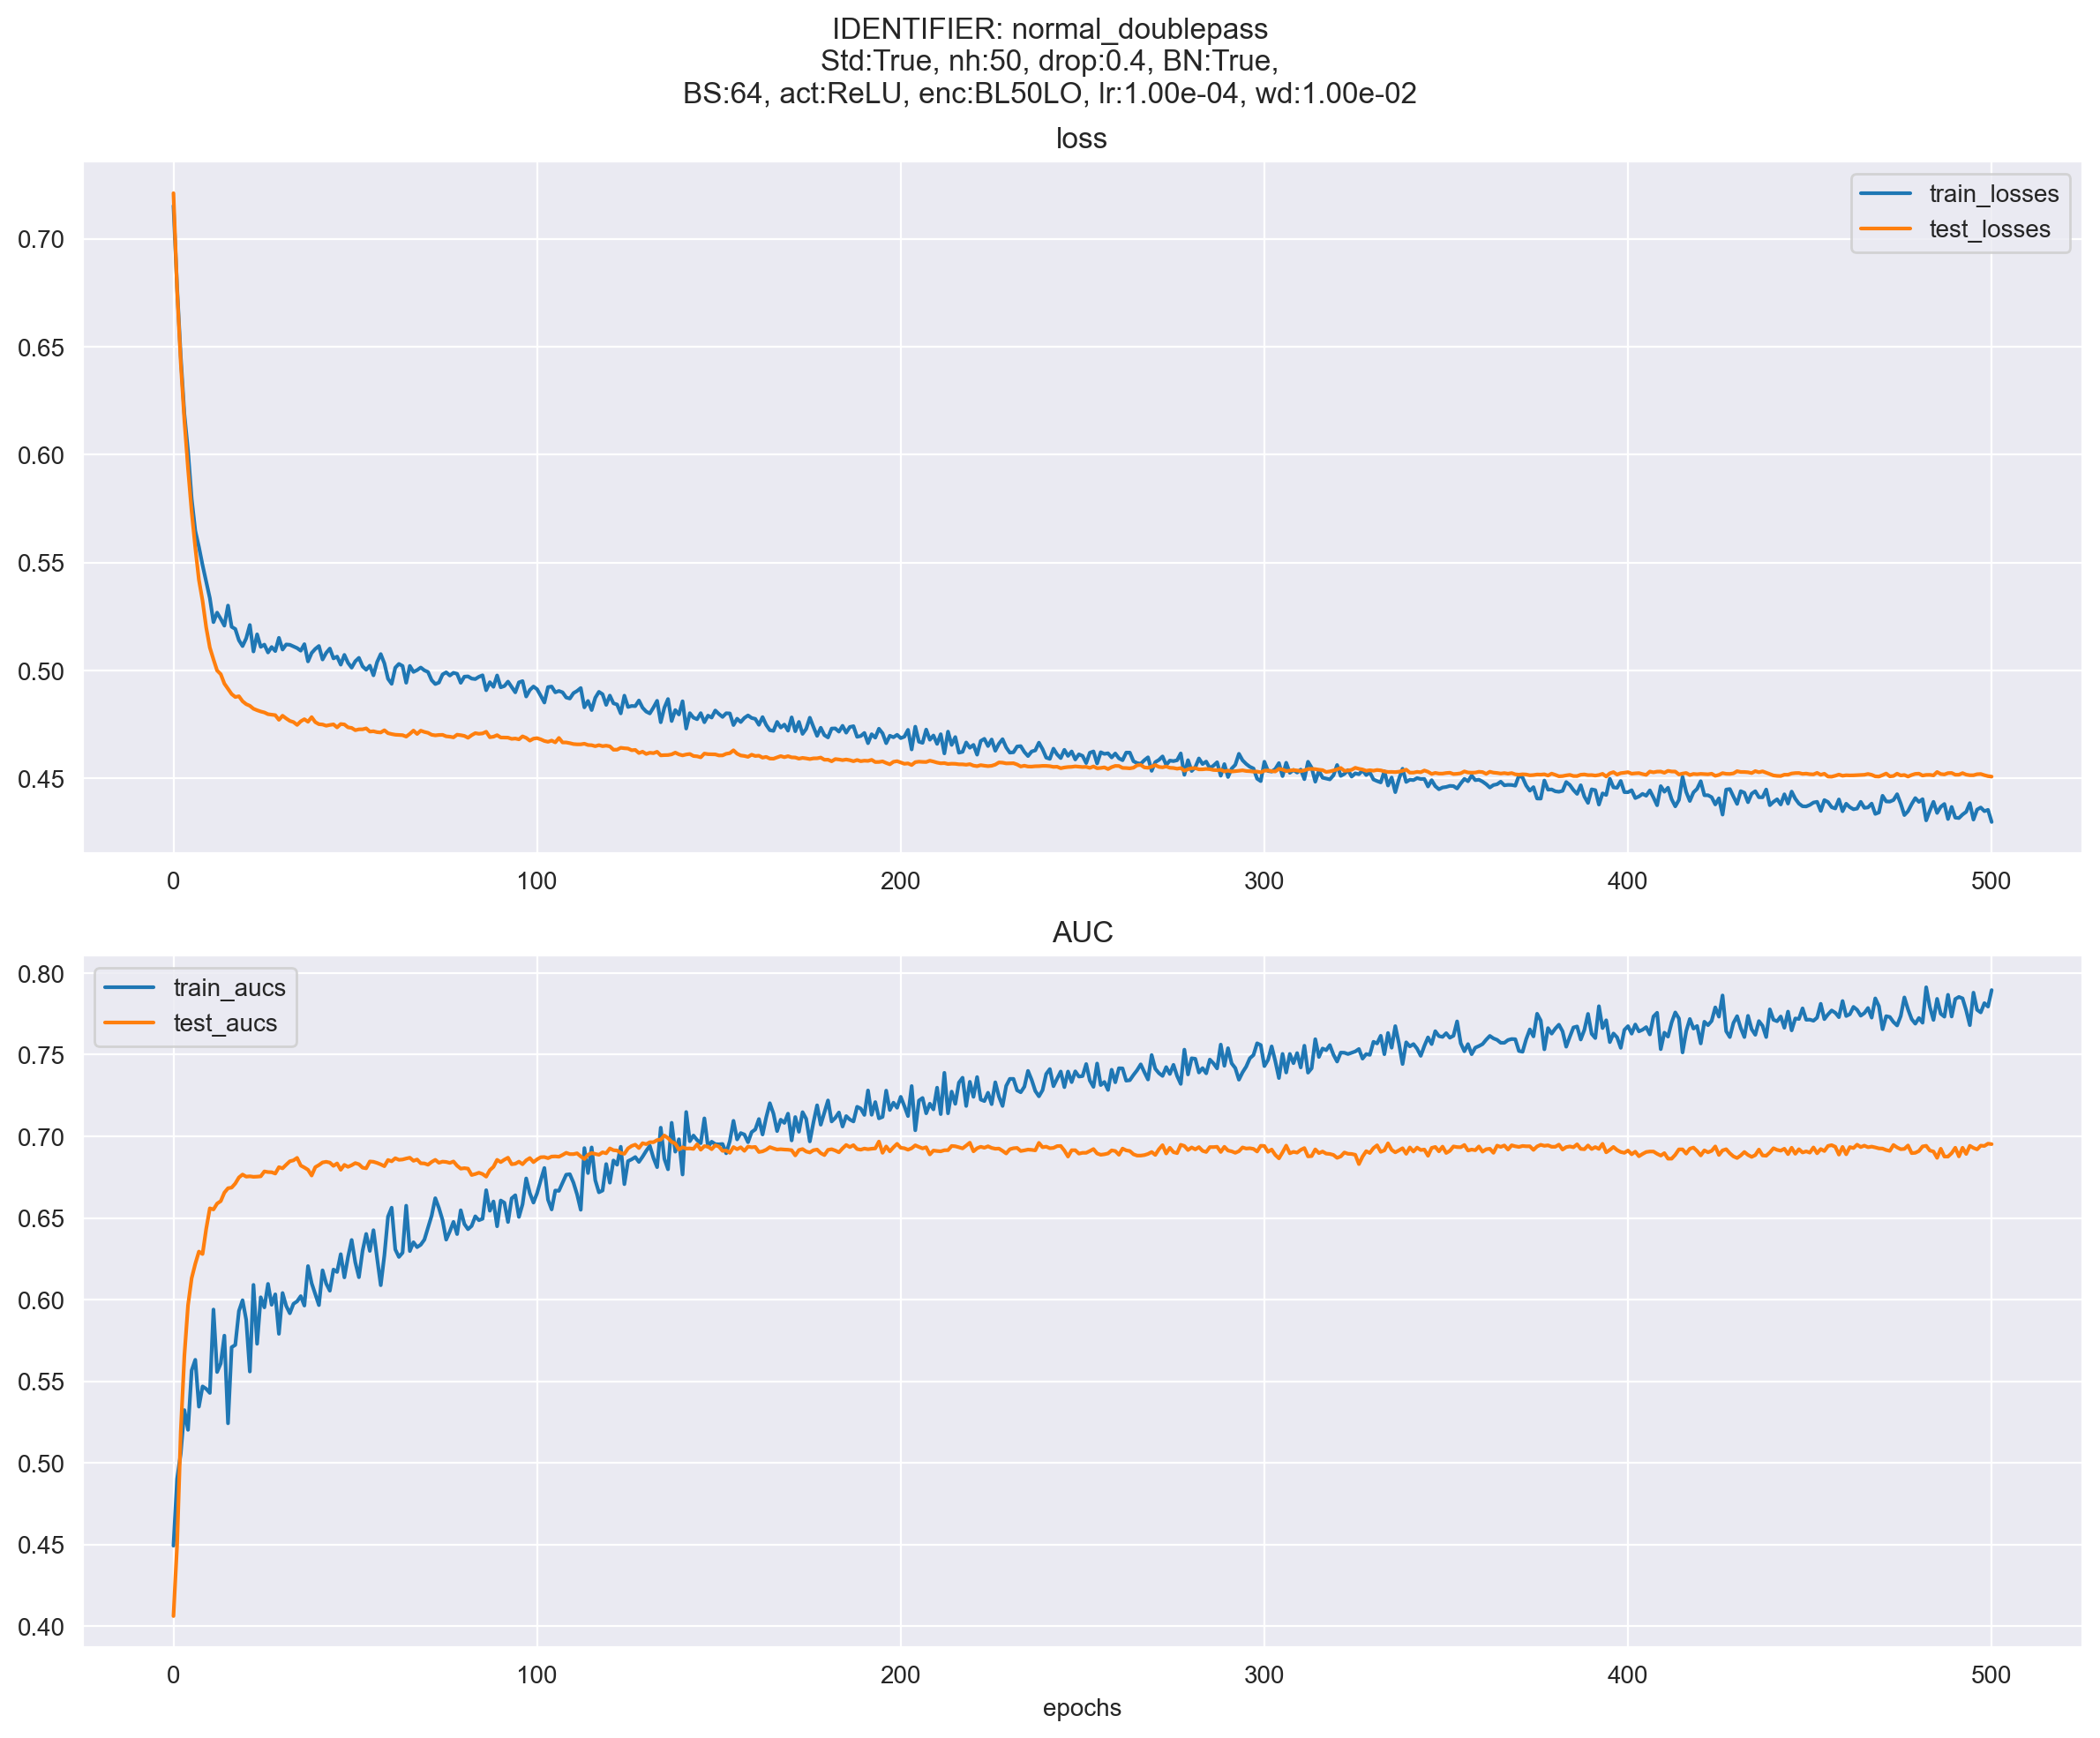 IDENTIFIER: normal_doublepass
Std:True, nh:50, drop:0.4, BN:True,
BS:64, act:ReLU, enc:BL50LO, lr:1.00e-04, wd:1.00e-02
loss
train_losses
test_losses
0.70
0.65
0.60
0.55
0.50
0.45
0 100 200 300 400 500
AUC
train_aucs
test_aucs
0.80
0.75
0.70
0.65
0.60
0.55
0.50
0.45
0.40
0 100 200 300 400 500
epochs